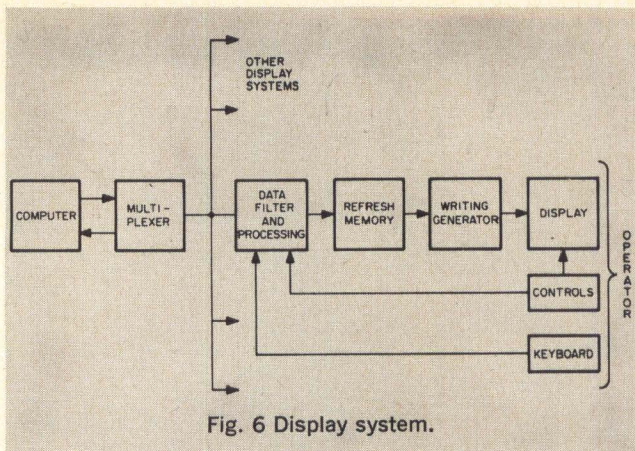 OTHER
DISPLAY
SYSTEMS
COMPUTER
MULTI-
PLEXER
DATA
FILTER
AND
PROCESSING
REFRESH
MEMORY
WRITING
GENERATOR
DISPLAY
CONTROLS
KEYBOARD
OPERATOR
Fig. 6 Display system.